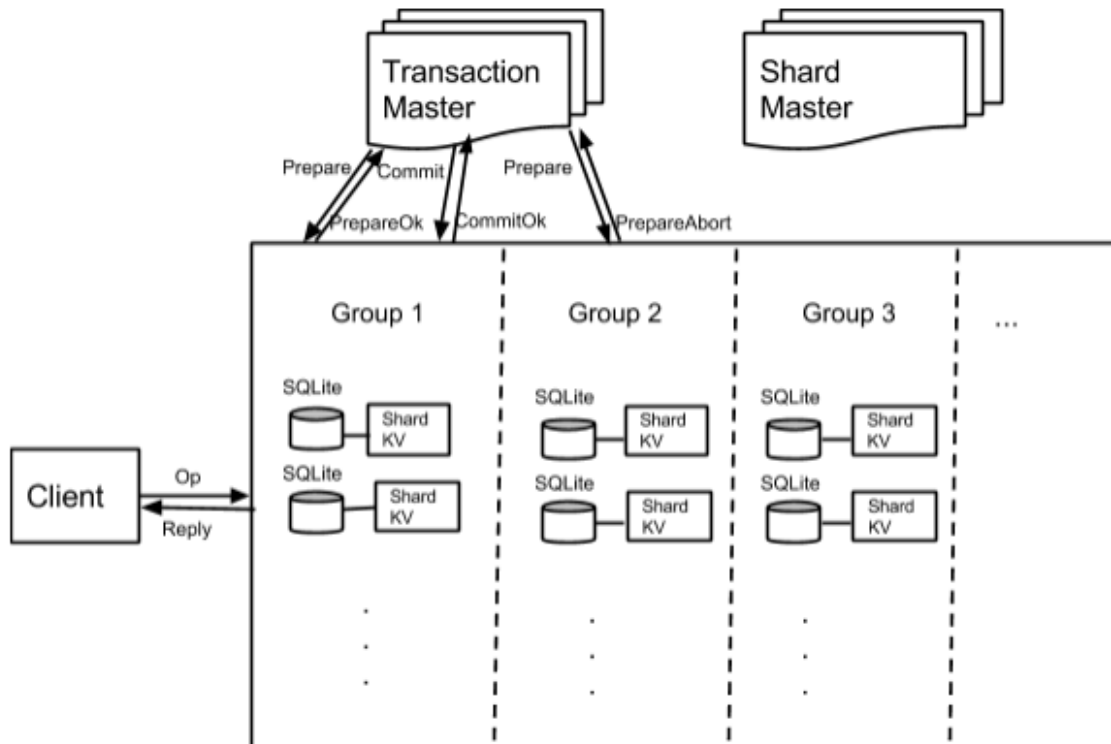 Transaction
Master
Shard
Master
Prepare
Commit
Prepare
PrepareOk
CommitOk
PrepareAbort
Group 1
Group 2
Group 3
...
SQLite
Shard
KV
SQLite
Shard
KV
SQLite
Shard
KV
SQLite
Shard
KV
SQLite
Shard
KV
SQLite
Shard
KV
Client
Op
Reply